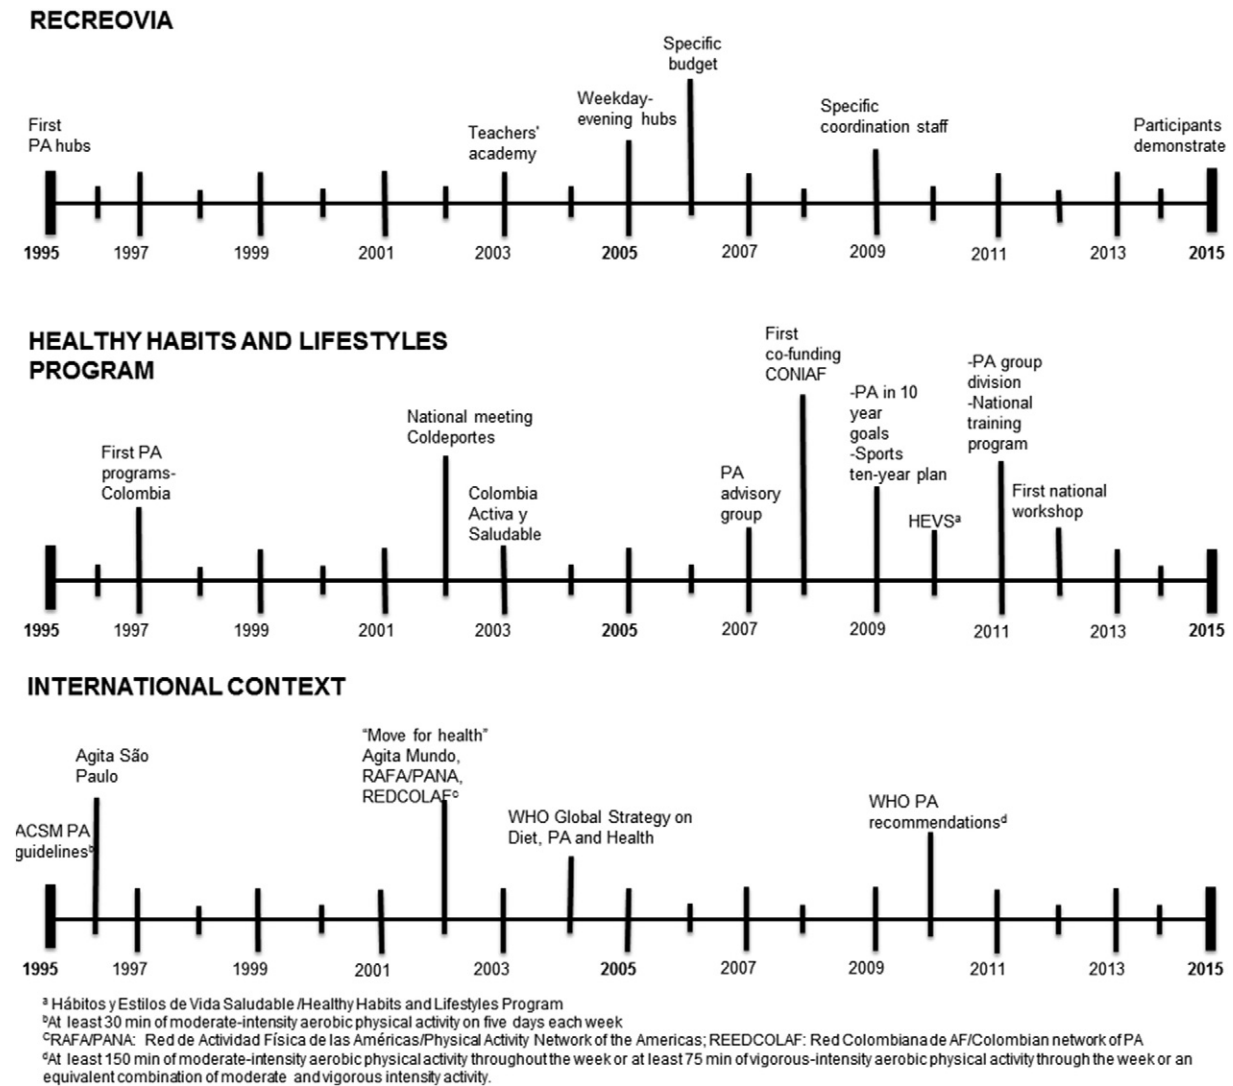 RECREOVIA
Specific
budget
Weekday-
evening hubs
Specific
coordination staff
First
PA hubs
Teachers'
academy
Participants
demonstrate
1995 1997 1999 2001 2003 2005 2007 2009 2011 2013 2015
HEALTHY HABITS AND LIFESTYLES
PROGRAM
First
co-funding
CONIAF
-PA group
division
-National
training
program
-PA in 10
year
goals
-Sports
ten-year plan
National meeting
Coldeportes
First PA
programs-
Colombia
Colombia
Activa y
Saludable
PA
advisory
group
HEVSª
First national
workshop
1995 1997 1999 2001 2003 2005 2007 2009 2011 2013 2015
INTERNATIONAL CONTEXT
“Move for health”
Agita Mundo,
RAFA/PANA,
REDCOLAFᶜ
Agita São
Paulo
ACSM PA
guidelinesᵇ
WHO Global Strategy on
Diet, PA and Health
WHO PA
recommendationsᵈ
1995 1997 1999 2001 2003 2005 2007 2009 2011 2013 2015
ª Hábitos y Estilos de Vida Saludable /Healthy Habits and Lifestyles Program
ᵇAt least 30 min of moderate-intensity aerobic physical activity on five days each week
ᶜRAFA/PANA: Red de Actividad Física de las Américas/Physical Activity Network of the Americas; REEDCOLAF: Red Colombiana de AF/Colombian network of PA
ᵈAt least 150 min of moderate-intensity aerobic physical activity throughout the week or at least 75 min of vigorous-intensity aerobic physical activity through the week or an
equivalent combination of moderate and vigorous intensity activity.